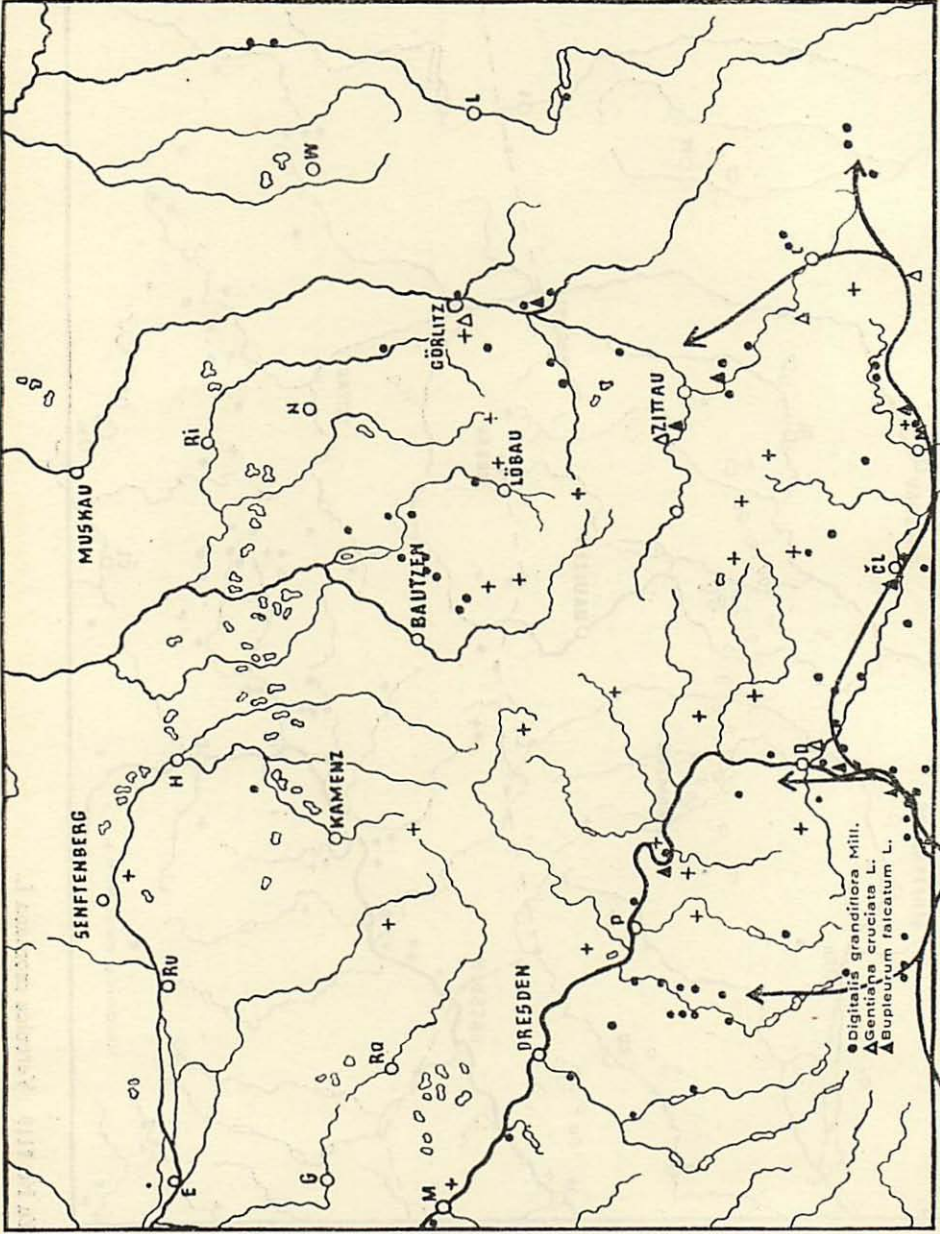 MUSKAU
Ri
N
W
L
GÖRLITZ
SENFTENBERG
H
KAMENZ
BAUTZEN
LÖBAU
ZITTAU
L
RU
E
G
RA
M
DRESDEN
P
D
ČL
M
●Digitalis grandiflora Mill.
△Gentiana cruciata L.
▲Bupleurum falcatum L.